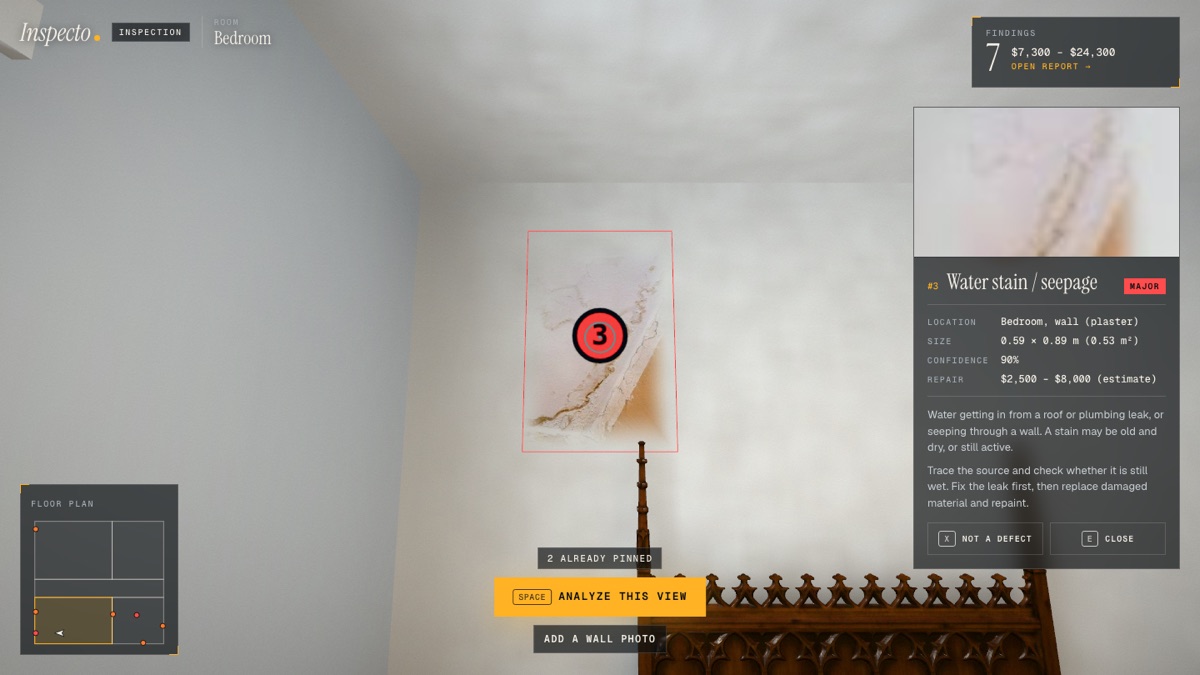 Inspecto.
INSPECTION
ROOM
Bedroom
FINDINGS
7
$7,300 – $24,300
OPEN REPORT →
3
#3 Water stain / seepage MAJOR
LOCATION Bedroom, wall (plaster)
SIZE 0.59 × 0.89 m (0.53 m²)
CONFIDENCE 90%
REPAIR $2,500 – $8,000 (estimate)
Water getting in from a roof or plumbing leak, or
seeping through a wall. A stain may be old and
dry, or still active.
Trace the source and check whether it is still
wet. Fix the leak first, then replace damaged
material and repaint.
X NOT A DEFECT
E CLOSE
FLOOR PLAN
2 ALREADY PINNED
SPACE ANALYZE THIS VIEW
ADD A WALL PHOTO